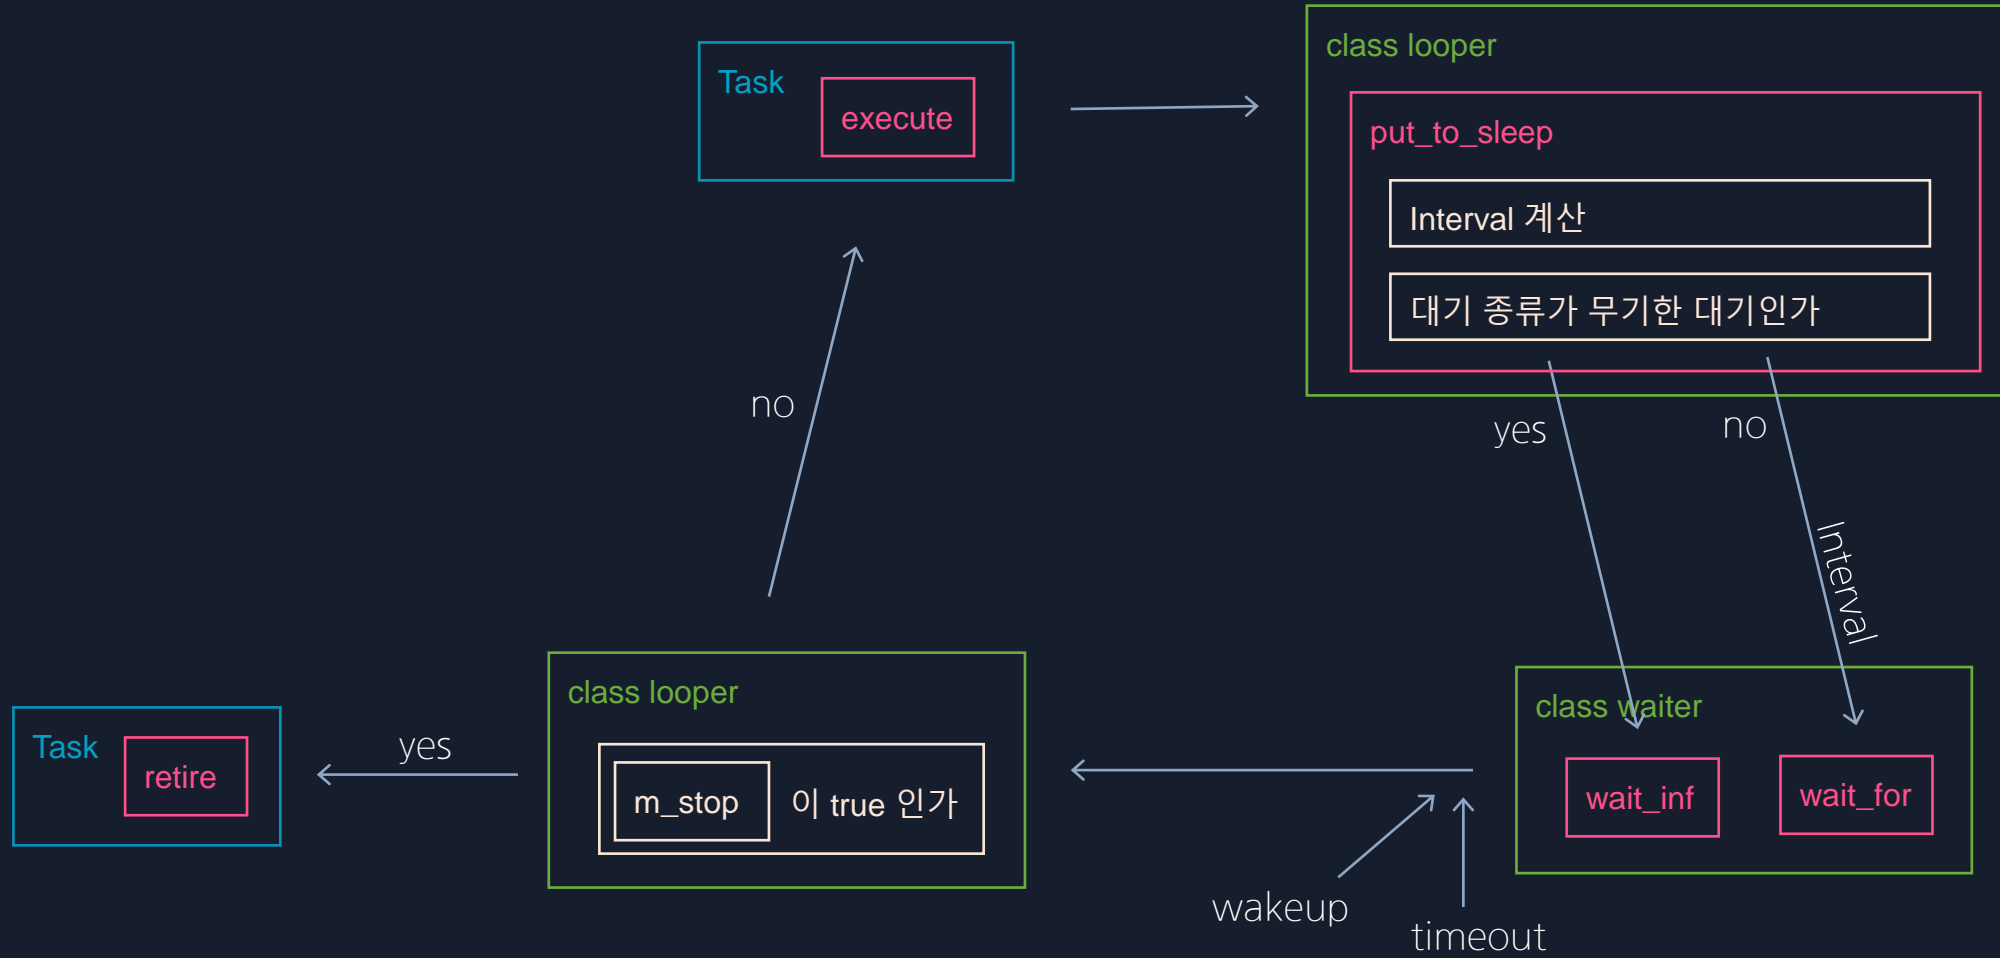 Task
execute
class looper
put_to_sleep
Interval 계산
대기 종류가 무기한 대기인가
no
yes
no
Interval
class looper
m_stop 이 true 인가
yes
Task
retire
class waiter
wait_inf
wait_for
wakeup
timeout